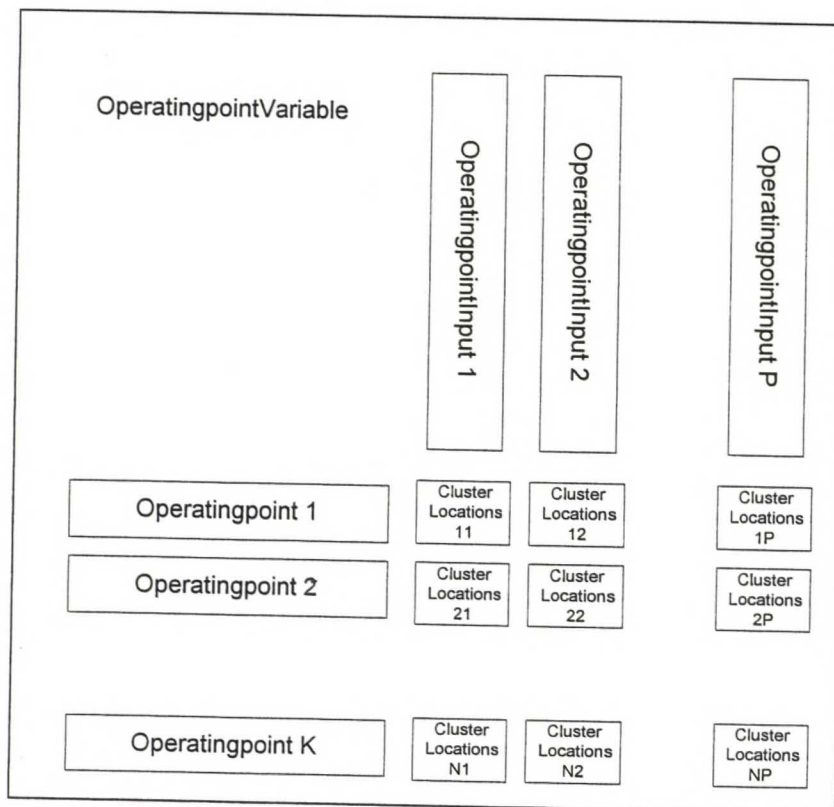 OperatingpointVariable
OperatingpointInput 1
OperatingpointInput 2
OperatingpointInput P
Operatingpoint 1
Cluster
Locations
11
Cluster
Locations
12
Cluster
Locations
1P
Operatingpoint 2
Cluster
Locations
21
Cluster
Locations
22
Cluster
Locations
2P
Operatingpoint K
Cluster
Locations
N1
Cluster
Locations
N2
Cluster
Locations
NP